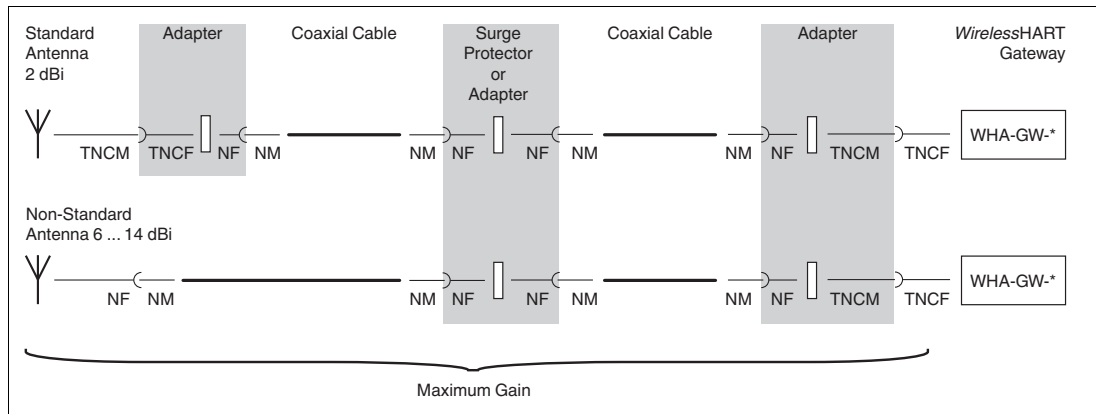 Standard
Antenna
2 dBi
Adapter
Coaxial Cable
Surge
Protector
or
Adapter
Coaxial Cable
Adapter
WirelessHART
Gateway
TNCM TNCF NF NM NM NF NF NM NM NF TNCM TNCF WHA-GW-*
Non-Standard
Antenna 6 ... 14 dBi
NF NM NM NF NF NM NM NF TNCM TNCF WHA-GW-*
Maximum Gain